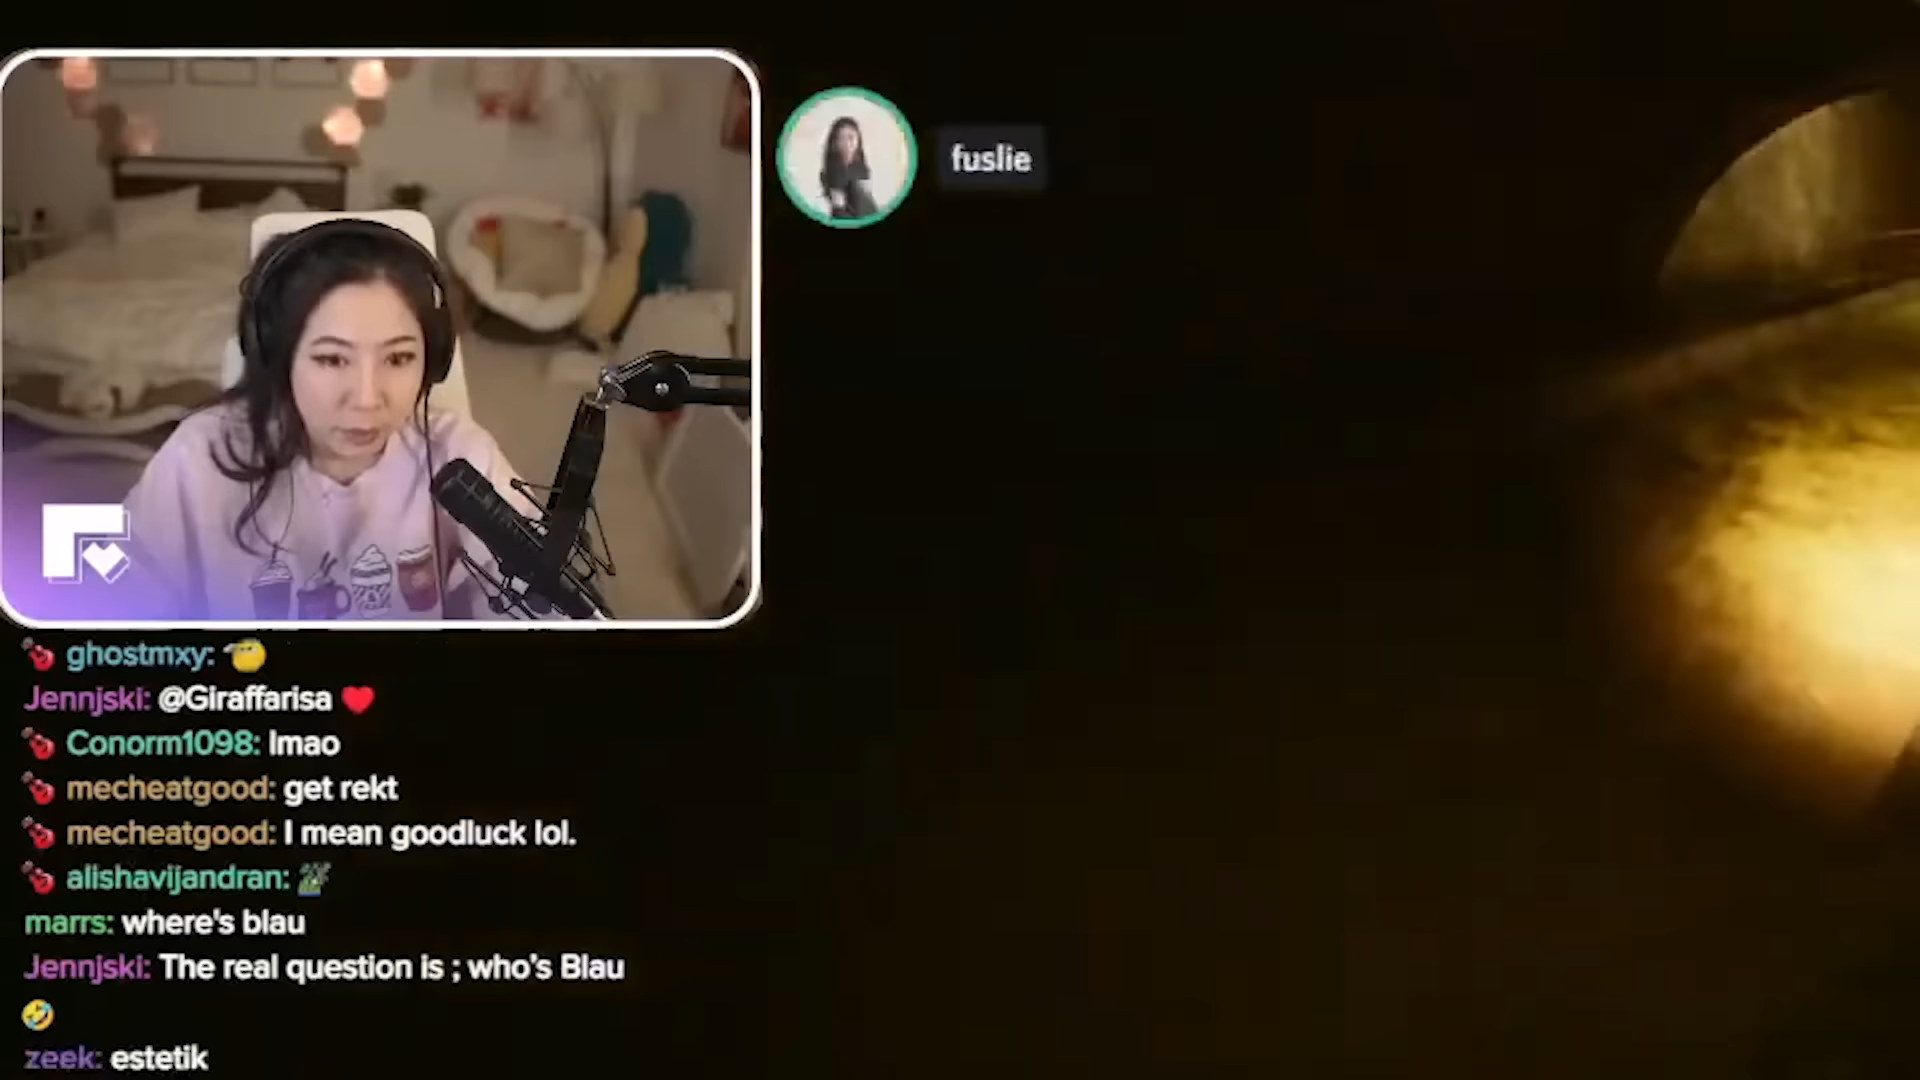 fuslie
ghostmxy:
Jennjski: @Giraffarisa
Conorm1098: lmao
mecheatgood: get rekt
mecheatgood: I mean goodluck lol.
alishavijandran:
marrs: where's blau
Jennjski: The real question is ; who's Blau
zeek: estetik